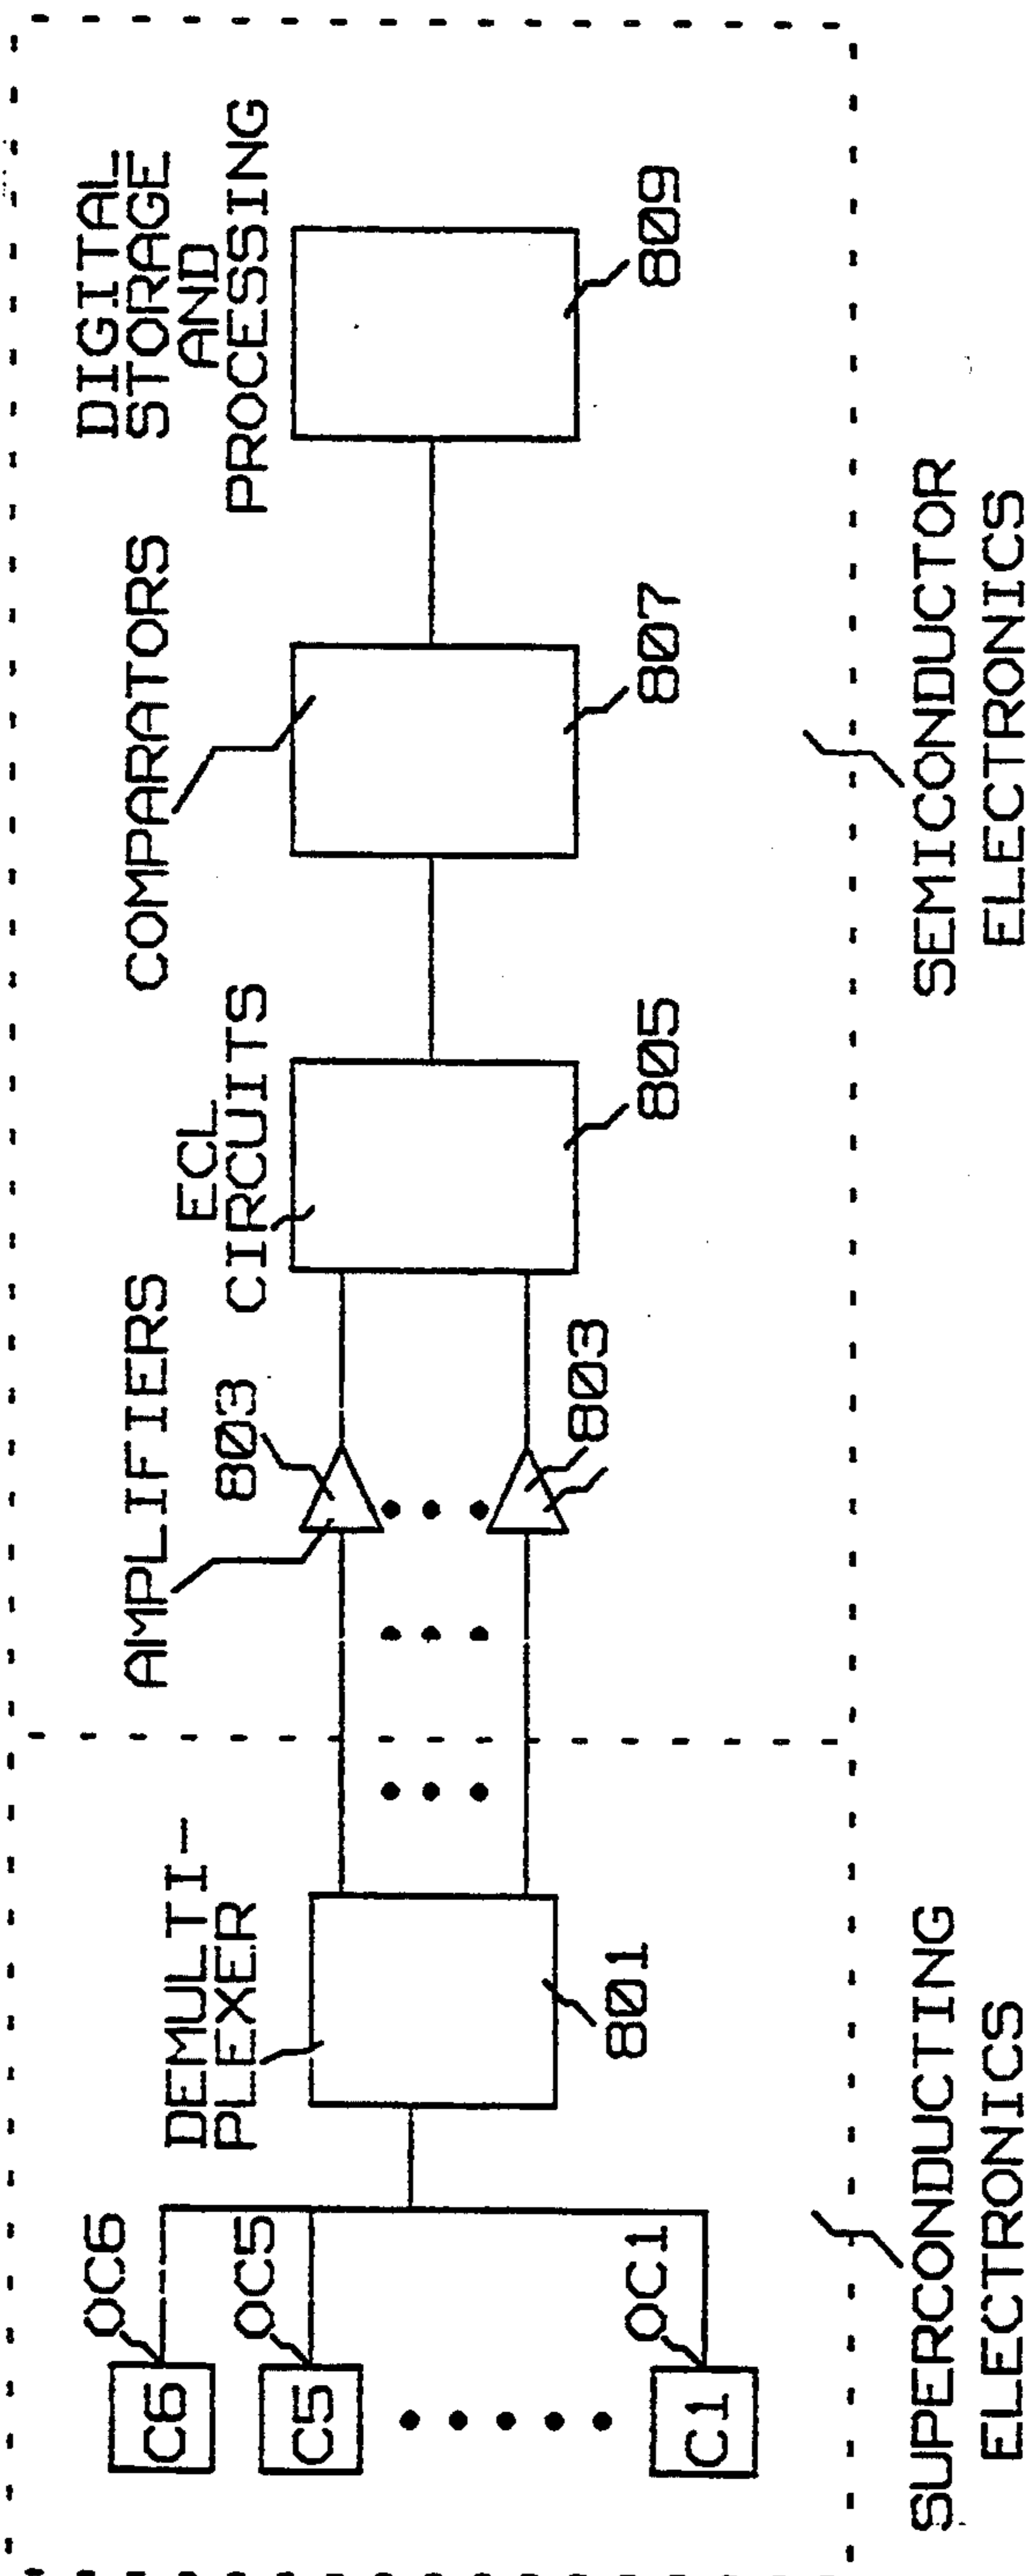 OC6
C6
OC5
C5
OC1
C1
DEMULTI-
PLEXER
801
AMPLIFIERS
803
803
ECL
CIRCUITS
805
COMPARATORS
807
DIGITAL
STORAGE
AND
PROCESSING
809
SUPERCONDUCTING
ELECTRONICS
SEMICONDUCTOR
ELECTRONICS